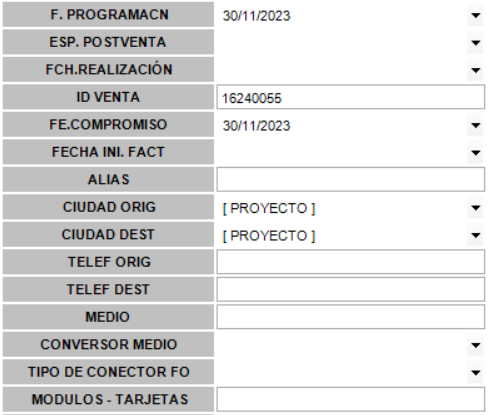 F. PROGRAMACN 30/11/2023
ESP. POSTVENTA
FCH.REALIZACIÓN
ID VENTA 16240055
FE.COMPROMISO 30/11/2023
FECHA INI. FACT
ALIAS
CIUDAD ORIG [ PROYECTO ]
CIUDAD DEST [ PROYECTO ]
TELEF ORIG
TELEF DEST
MEDIO
CONVERSOR MEDIO
TIPO DE CONECTOR FO
MODULOS - TARJETAS